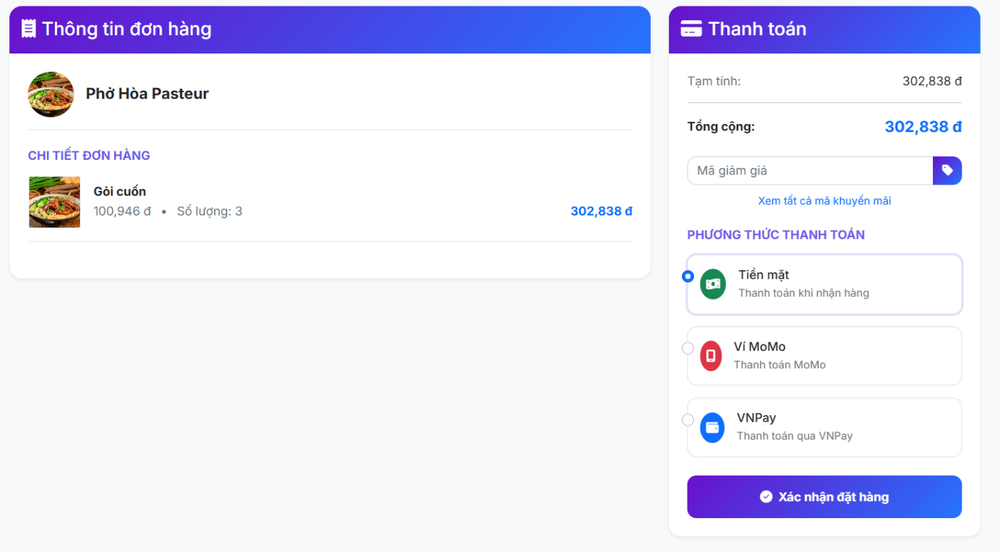 Thông tin đơn hàng
Phở Hòa Pasteur
CHI TIẾT ĐƠN HÀNG
Gỏi cuốn
100,946 đ • Số lượng: 3
302,838 đ
Thanh toán
Tạm tính: 302,838 đ
Tổng cộng: 302,838 đ
Mã giảm giá
Xem tất cả mã khuyến mãi
PHƯƠNG THỨC THANH TOÁN
Tiền mặt
Thanh toán khi nhận hàng
Ví MoMo
Thanh toán MoMo
VNPay
Thanh toán qua VNPay
Xác nhận đặt hàng